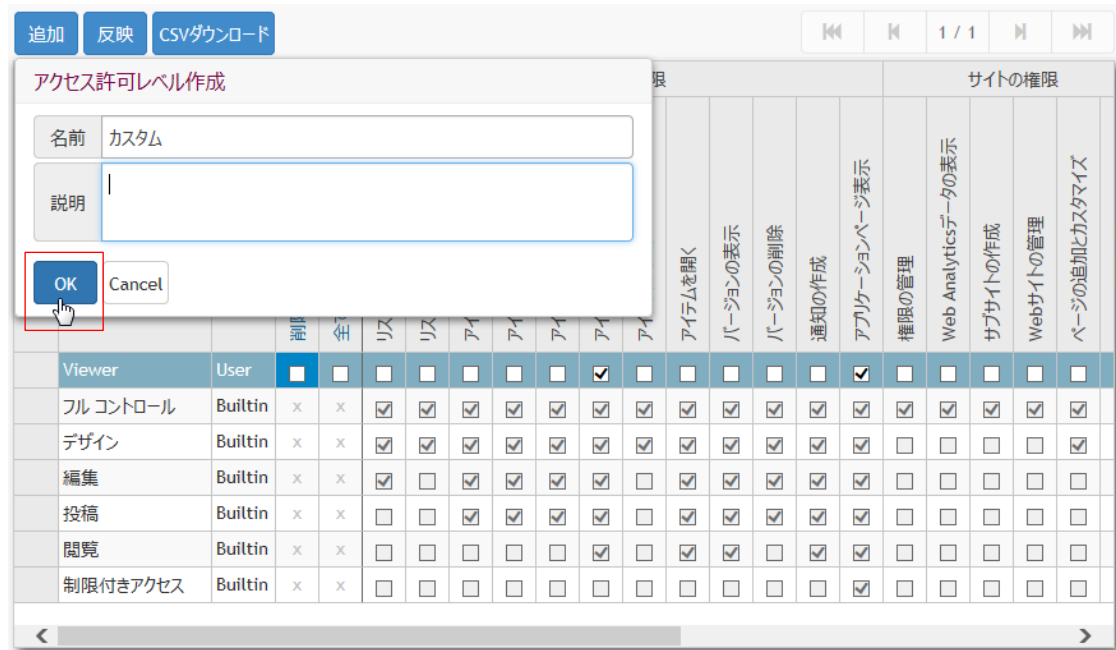 追加 反映 CSVダウンロード 1 / 1
アクセス許可レベル作成
限 サイトの権限
名前 カスタム
説明
OK Cancel
アイテムを開く
バージョンの表示
バージョンの削除
通知の作成
アプリケーションページ表示
権限の管理
Web Analyticsデータの表示
サブサイトの作成
Webサイトの管理
ページの追加とカスタマイズ
Viewer User
フル コントロール Builtin x x
デザイン Builtin x x
編集 Builtin x x
投稿 Builtin x x
閲覧 Builtin x x
制限付きアクセス Builtin x x